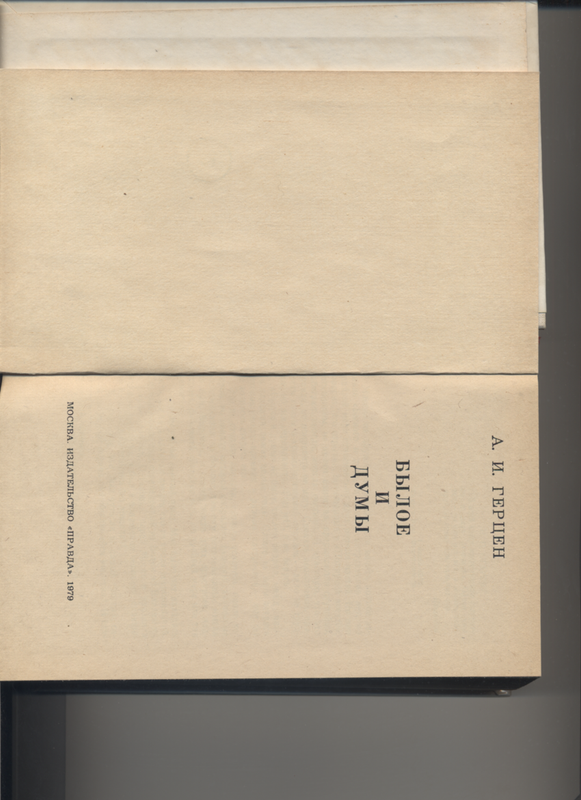 А. И. ГЕРЦЕН
БЫЛОЕ
И
ДУМЫ
МОСКВА. ИЗДАТЕЛЬСТВО «ПРАВДА». 1979